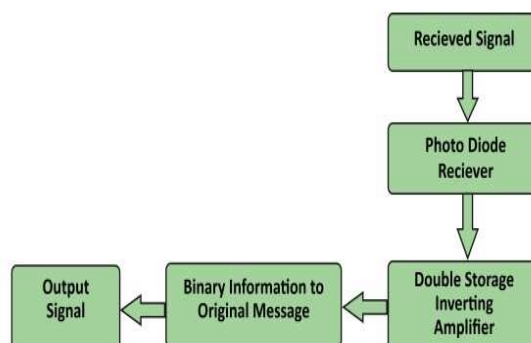 Recieved Signal
Photo Diode
Reciever
Double Storage
Inverting
Amplifier
Binary Information to
Original Message
Output
Signal